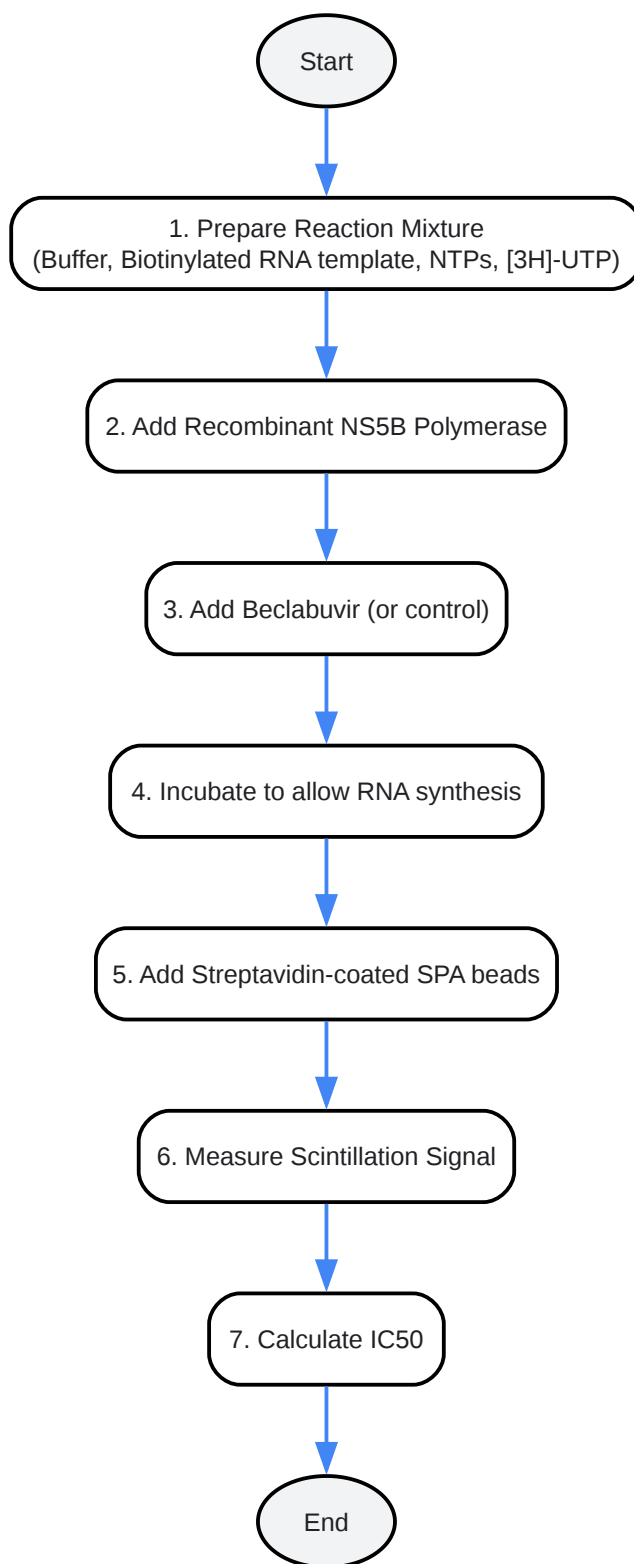 Start
1. Prepare Reaction Mixture
(Buffer, Biotinylated RNA template, NTPs, [3H]-UTP)
2. Add Recombinant NS5B Polymerase
3. Add Beclabuvir (or control)
4. Incubate to allow RNA synthesis
5. Add Streptavidin-coated SPA beads
6. Measure Scintillation Signal
7. Calculate IC50
End